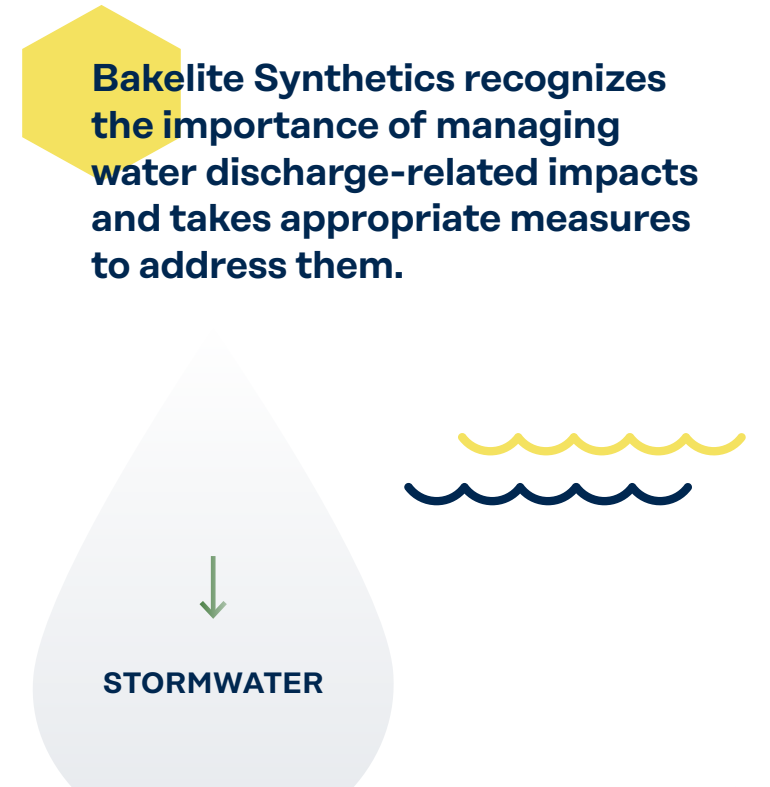 Bakelite Synthetics recognizes
the importance of managing
water discharge-related impacts
and takes appropriate measures
to address them.
STORMWATER